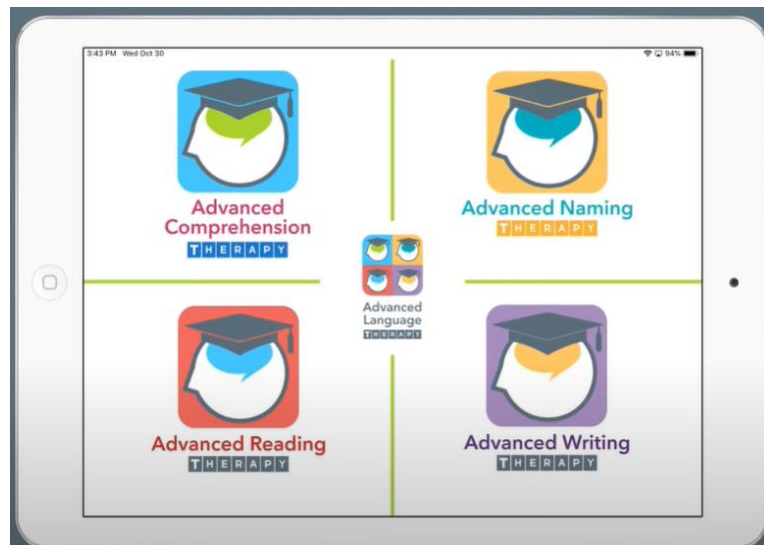 3:43 PM Wed Oct 30
94%
Advanced
Comprehension
THERAPY
Advanced Naming
THERAPY
Advanced
Language
THERAPY
Advanced Reading
THERAPY
Advanced Writing
THERAPY